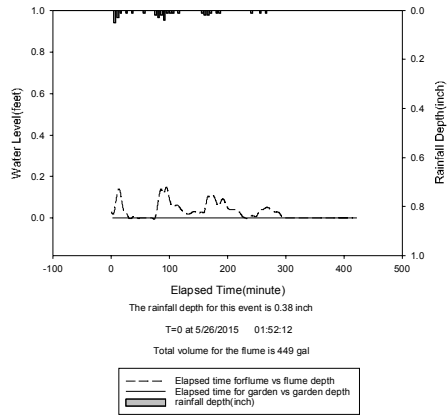 1.0
0.8
0.6
0.4
0.2
0.0
Water Level(feet)
0.0
0.2
0.4
0.6
0.8
1.0
Rainfall Depth(inch)
-100 0 100 200 300 400 500
Elapsed Time(minute)
The rainfall depth for this event is 0.38 inch
T=0 at 5/26/2015 01:52:12
Total volume for the flume is 449 gal
Elapsed time forflume vs flume depth
Elapsed time for garden vs garden depth
rainfall depth(inch)